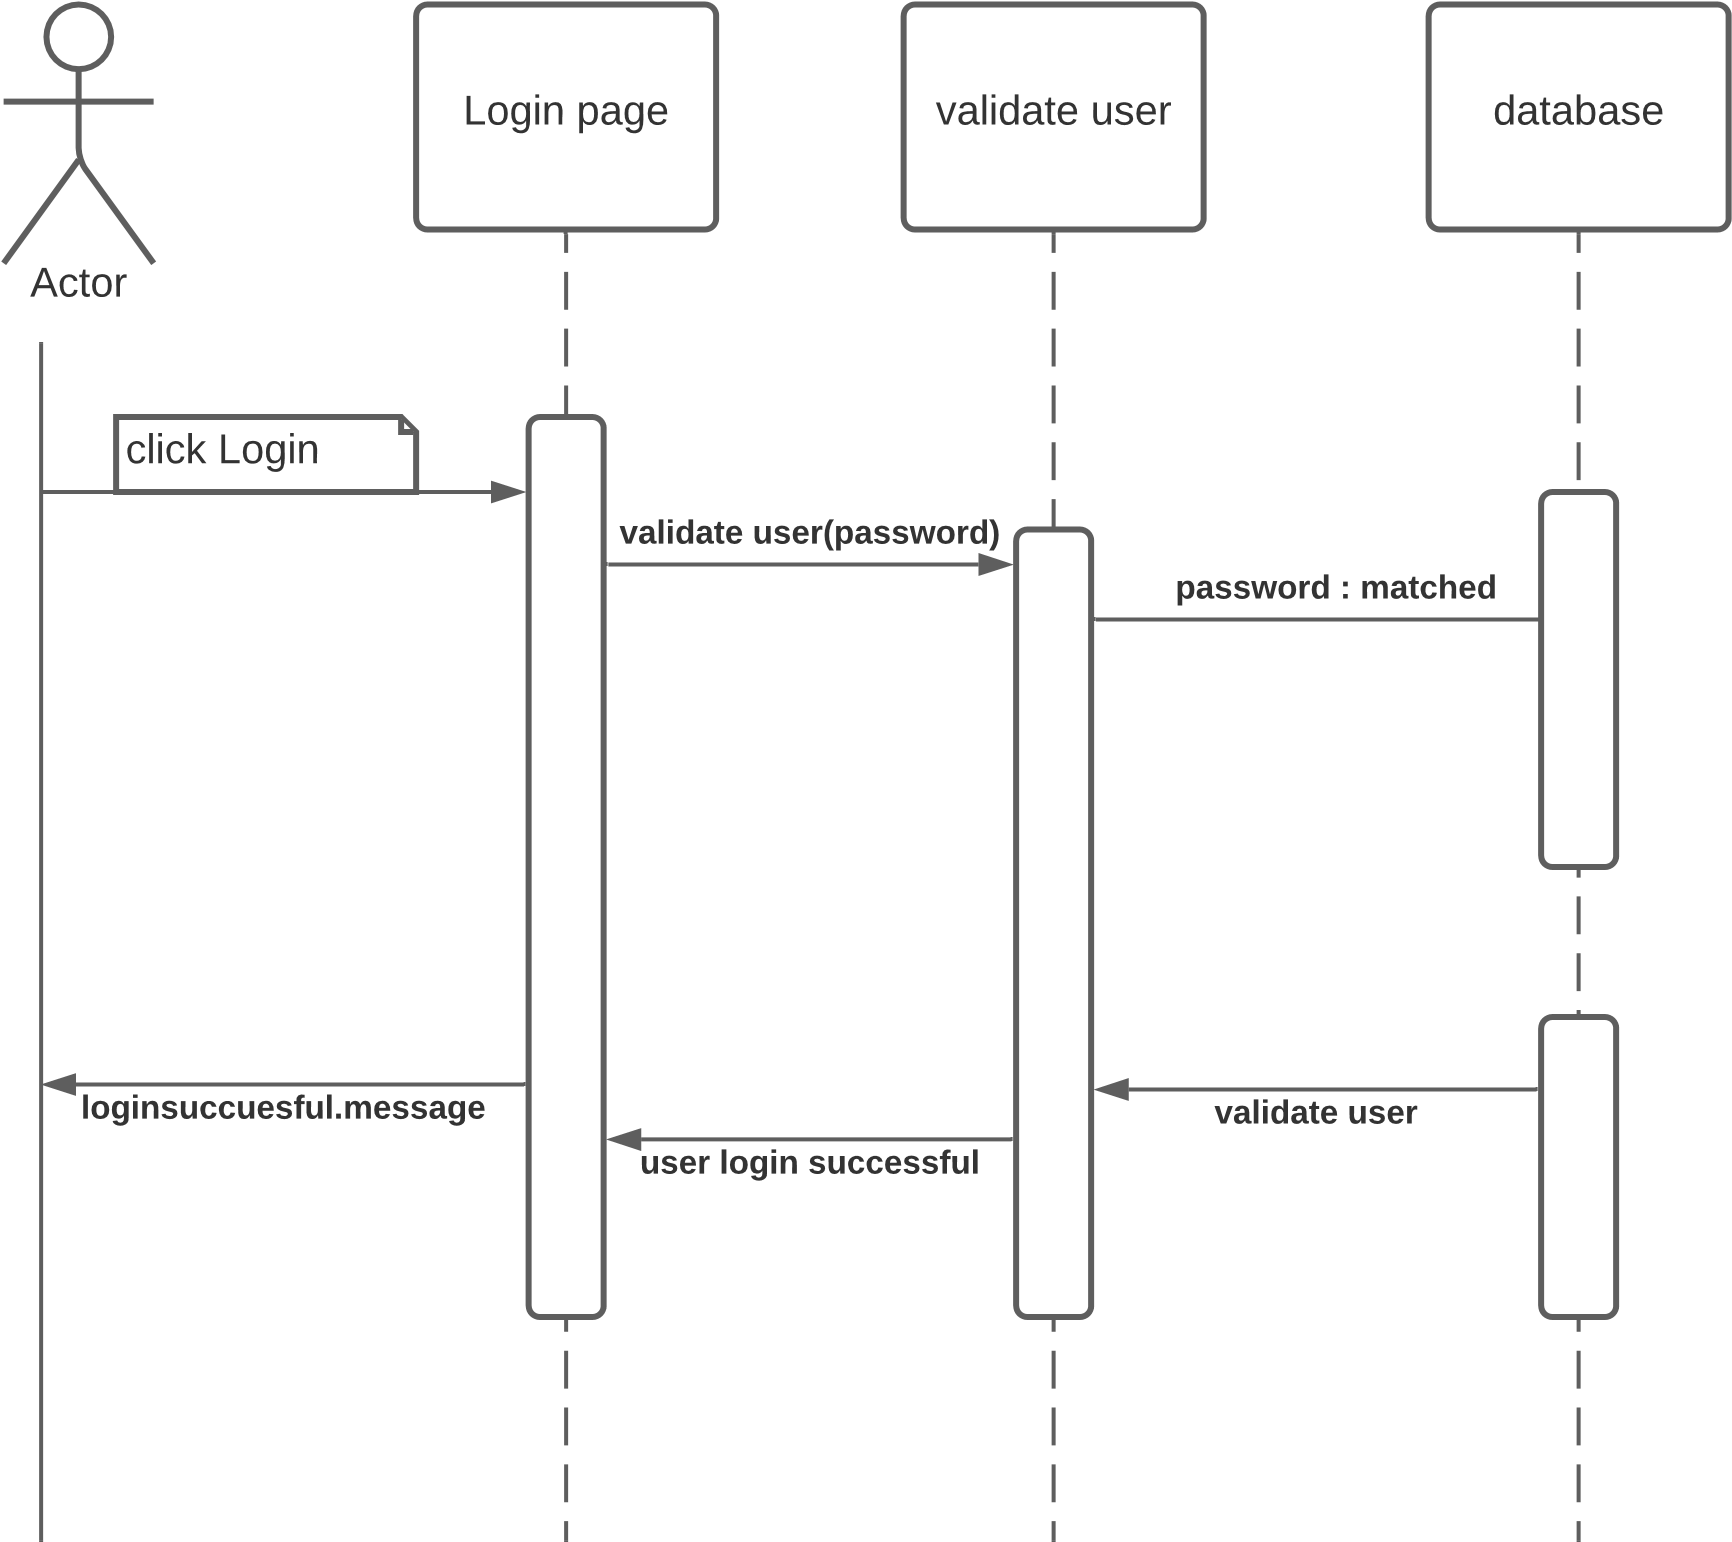 Login page
validate user
database
Actor
click Login
validate user(password)
password : matched
loginsuccuesful.message
validate user
user login successful